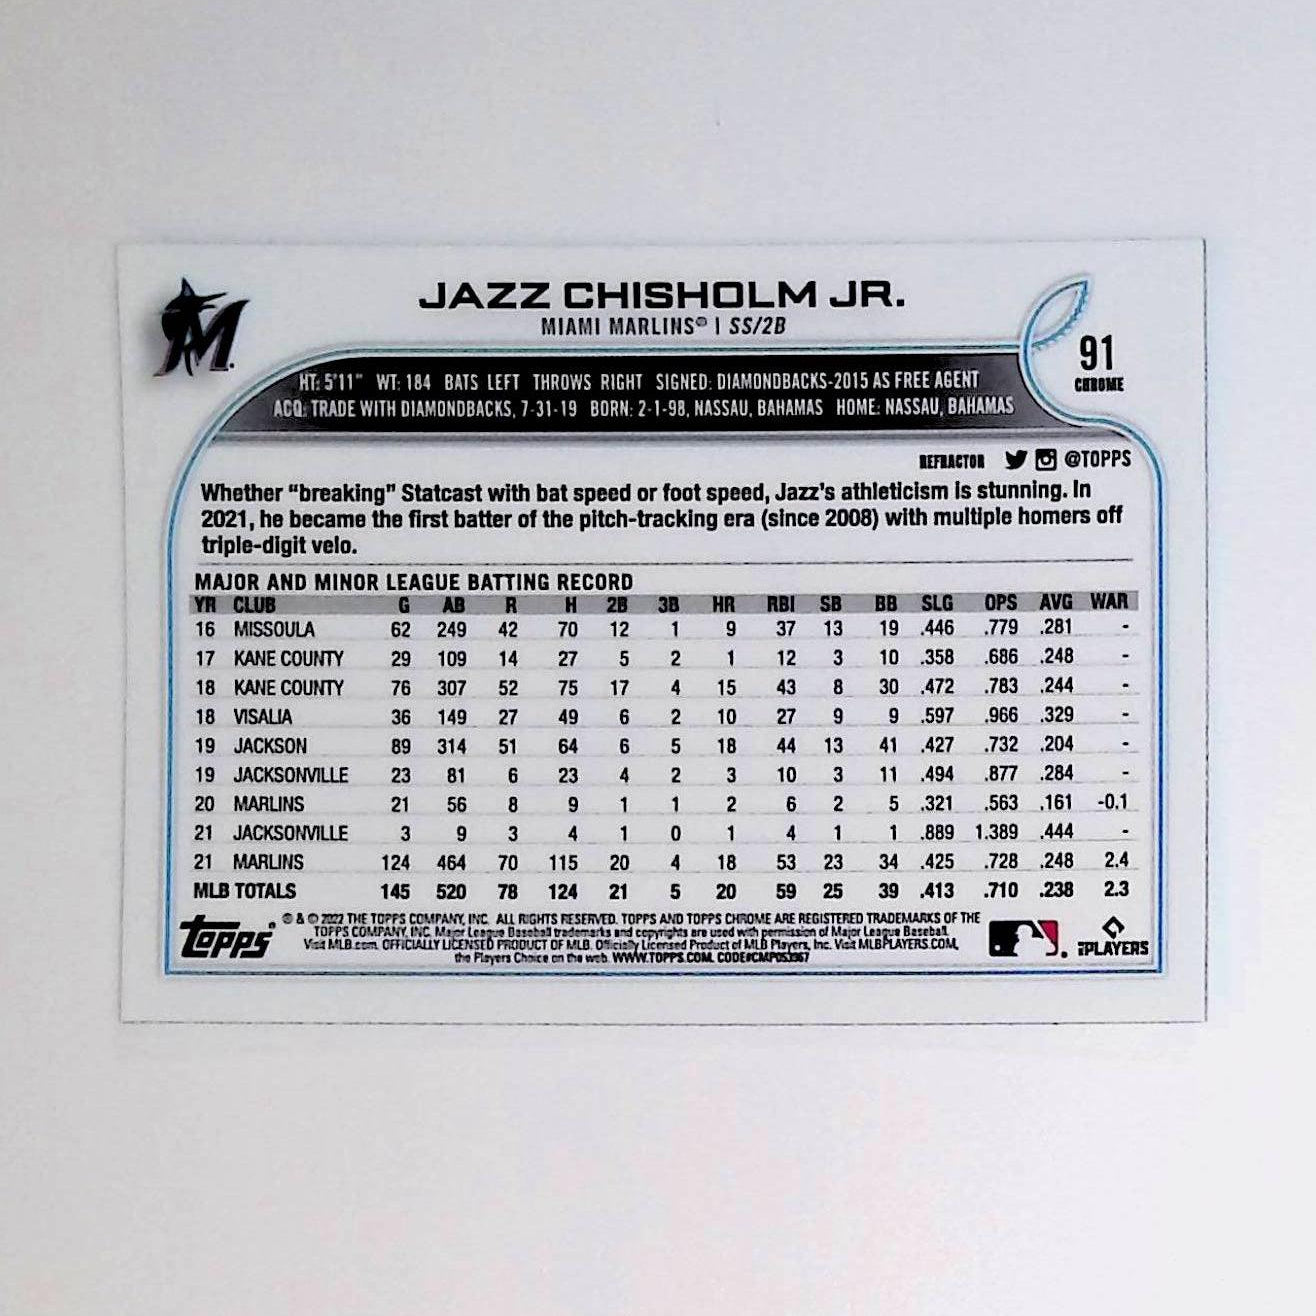 M
JAZZ CHISHOLM JR.
MIAMI MARLINS® | SS/2B
91
CHROME
HT: 5'11" WT: 184 BATS LEFT THROWS RIGHT SIGNED: DIAMONDBACKS-2015 AS FREE AGENT
ACQ: TRADE WITH DIAMONDBACKS, 7-31-19 BORN: 2-1-98, NASSAU, BAHAMAS HOME: NASSAU, BAHAMAS
REFRACTOR @TOPPS
Whether "breaking" Statcast with bat speed or foot speed, Jazz's athleticism is stunning. In
2021, he became the first batter of the pitch-tracking era (since 2008) with multiple homers off
triple-digit velo.
MAJOR AND MINOR LEAGUE BATTING RECORD
YR CLUB G AB R H 2B 3B HR RBI SB BB SLG OPS AVG WAR
16 MISSOULA 62 249 42 70 12 1 9 37 13 19 .446 .779 .281 -
17 KANE COUNTY 29 109 14 27 5 2 1 12 3 10 .358 .686 .248 -
18 KANE COUNTY 76 307 52 75 17 4 15 43 8 30 .472 .783 .244 -
18 VISALIA 36 149 27 49 6 2 10 27 9 9 .597 .966 .329 -
19 JACKSON 89 314 51 64 6 5 18 44 13 41 .427 .732 .204 -
19 JACKSONVILLE 23 81 6 23 4 2 3 10 3 11 .494 .877 .284 -
20 MARLINS 21 56 8 9 1 1 2 6 2 5 .321 .563 .161 -0.1
21 JACKSONVILLE 3 9 3 4 1 0 1 4 1 1 .889 1.389 .444 -
21 MARLINS 124 464 70 115 20 4 18 53 23 34 .425 .728 .248 2.4
MLB TOTALS 145 520 78 124 21 5 20 59 25 39 .413 .710 .238 2.3
Topps®
® & © 2022 THE TOPPS COMPANY, INC. ALL RIGHTS RESERVED. TOPPS AND TOPPS CHROME ARE REGISTERED TRADEMARKS OF THE
TOPPS COMPANY, INC. Major League Baseball trademarks and copyrights are used with permission of Major League Baseball.
Visit MLB.com. OFFICIALLY LICENSED PRODUCT OF MLB. Officially Licensed Product of MLB Players, Inc. Visit MLBPLAYERS.COM,
the Players Choice on the web. WWW.TOPPS.COM. CODE#
PLAYERS